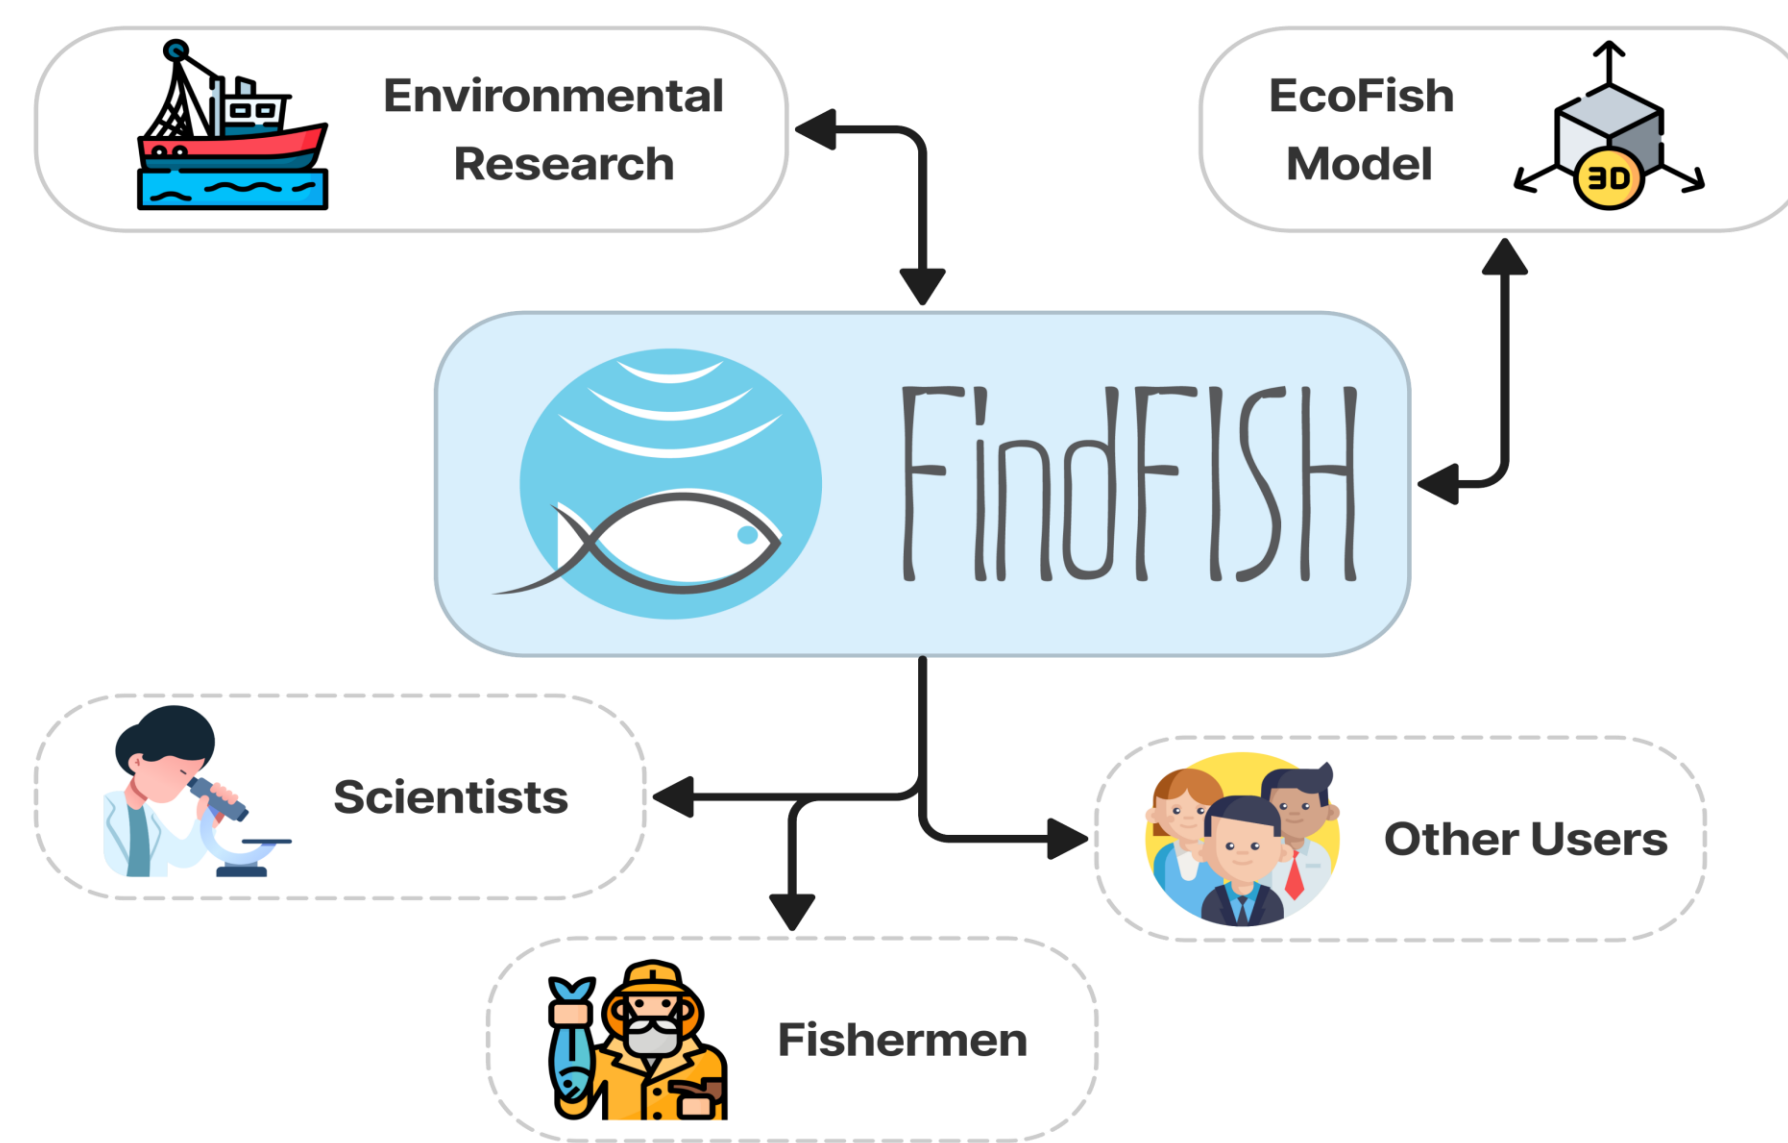 Environmental
Research
EcoFish
Model
3D
FindFISH
Scientists
Other Users
Fishermen